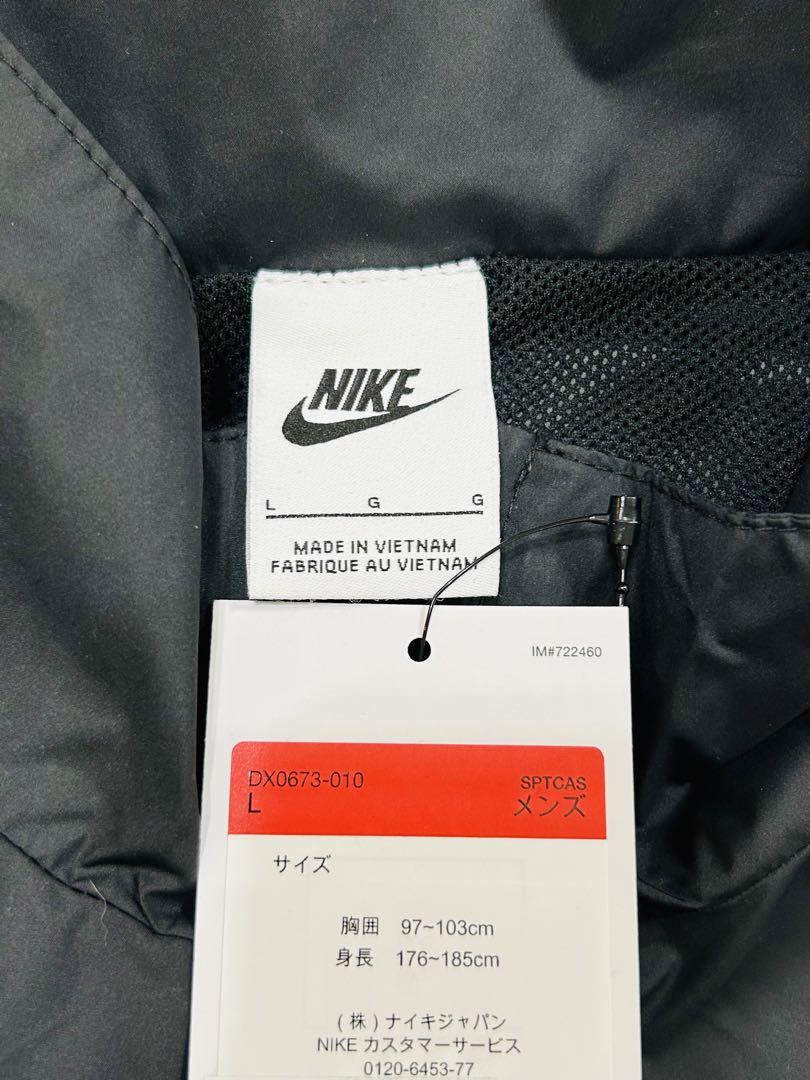 NIKE
L G G
MADE IN VIETNAM
FABRIQUE AU VIETNAM
IM#722460
DX0673-010 SPTCAS
L メンズ
サイズ
胸囲 97~103cm
身長 176~185cm
(株)ナイキジャパン
NIKE カスタマーサービス
0120-6453-77